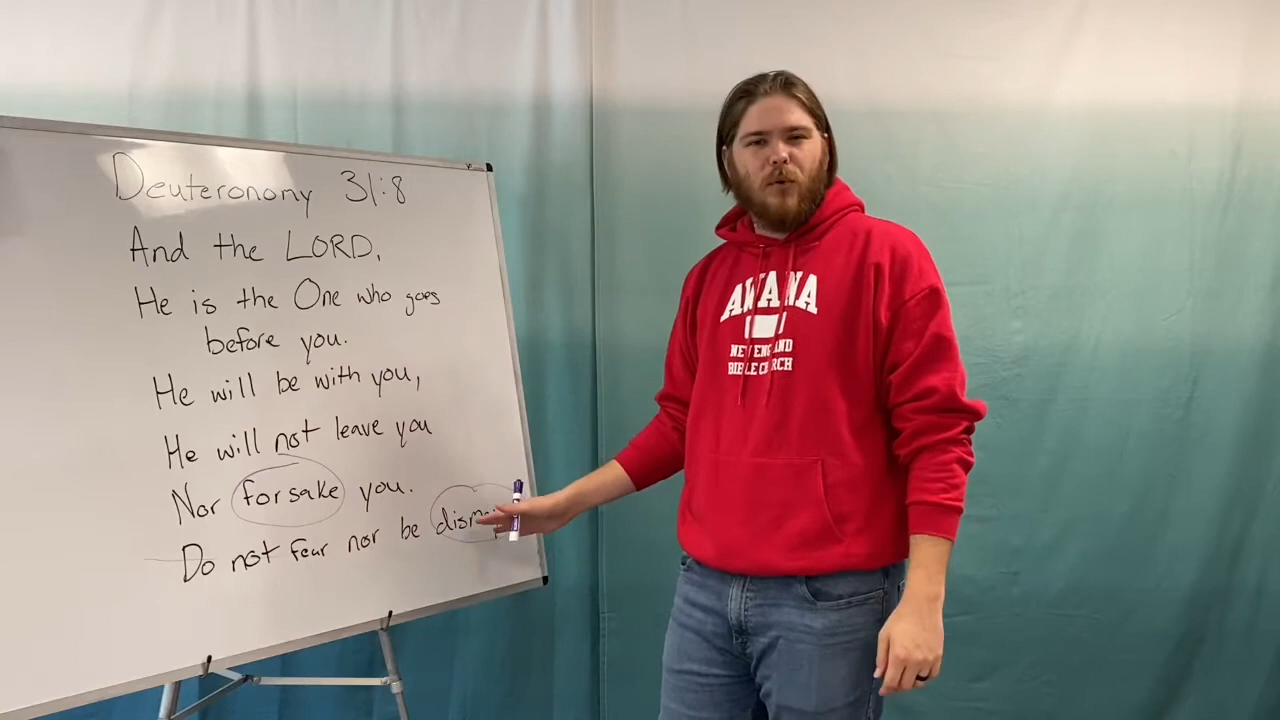 Deuteronomy 31:8
And the LORD,
He is the One who goes
before you.
He will be with you,
He will not leave you
Nor forsake you.
Do not fear nor be
AWANA
NEW ENGLAND
BIBLE CHURCH